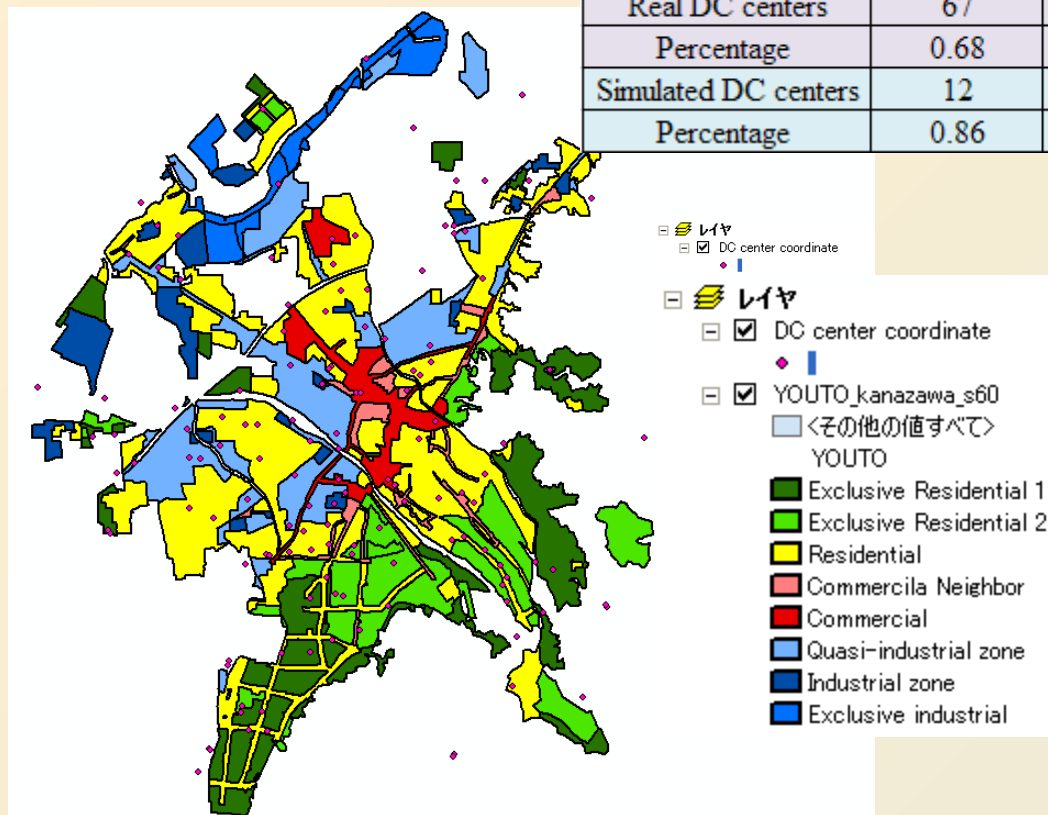 Real DC centers 67
Percentage 0.68
Simulated DC centers 12
Percentage 0.86
レイヤ
DC center coordinate
レイヤ
DC center coordinate
YOUTO_kanazawa_s60
<その他の値すべて>
YOUTO
Exclusive Residential 1
Exclusive Residential 2
Residential
Commercila Neighbor
Commercial
Quasi-industrial zone
Industrial zone
Exclusive industrial